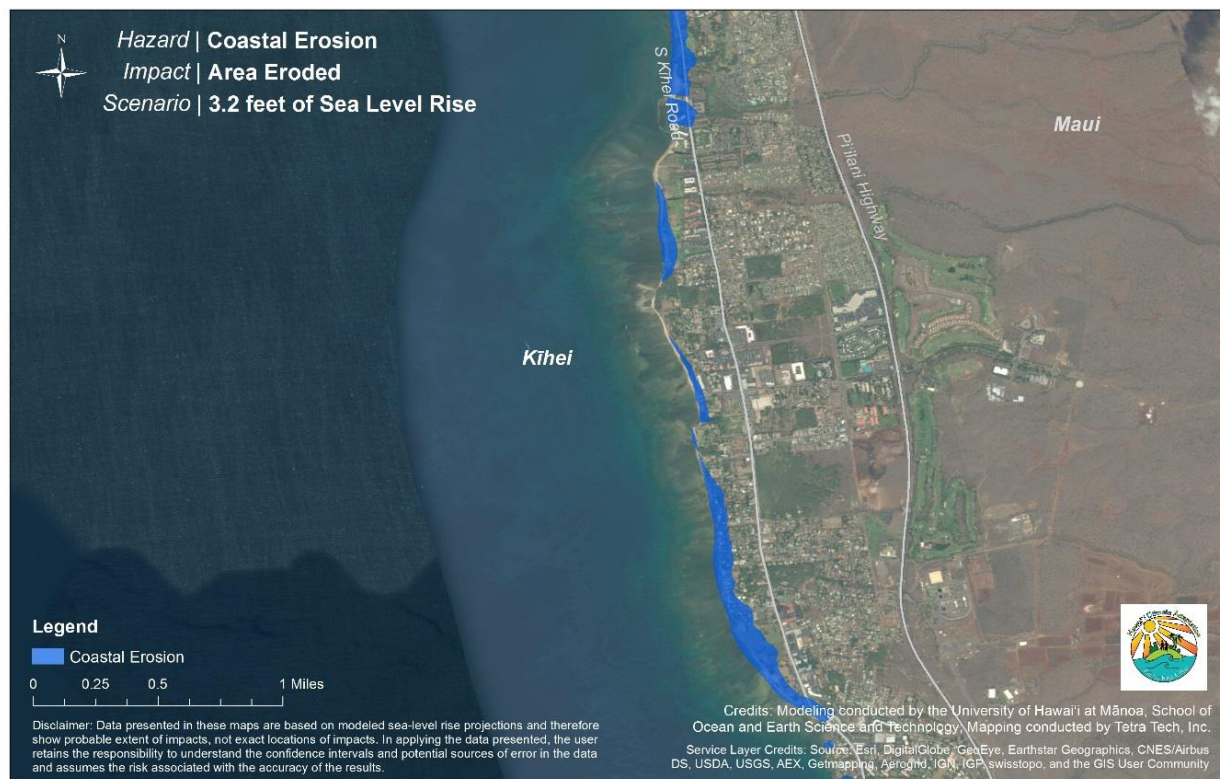 N
Hazard | Coastal Erosion
Impact | Area Eroded
Scenario | 3.2 feet of Sea Level Rise
S Kīhei Road
Pi'ilani Highway
Maui
Kīhei
Legend
Coastal Erosion
0 0.25 0.5 1 Miles
Disclaimer: Data presented in these maps are based on modeled sea-level rise projections and therefore
show probable extent of impacts, not exact locations of impacts. In applying the data presented, the user
retains the responsibility to understand the confidence intervals and potential sources of error in the data
and assumes the risk associated with the accuracy of the results.
Credits: Modeling conducted by the University of Hawai'i at Mānoa, School of
Ocean and Earth Science and Technology; Mapping conducted by Tetra Tech, Inc.
Service Layer Credits: Source: Esri, DigitalGlobe, GeoEye, Earthstar Geographics, CNES/Airbus
DS, USDA, USGS, AEX, Getmapping, Aerogrid, IGN, IGP, swisstopo, and the GIS User Community